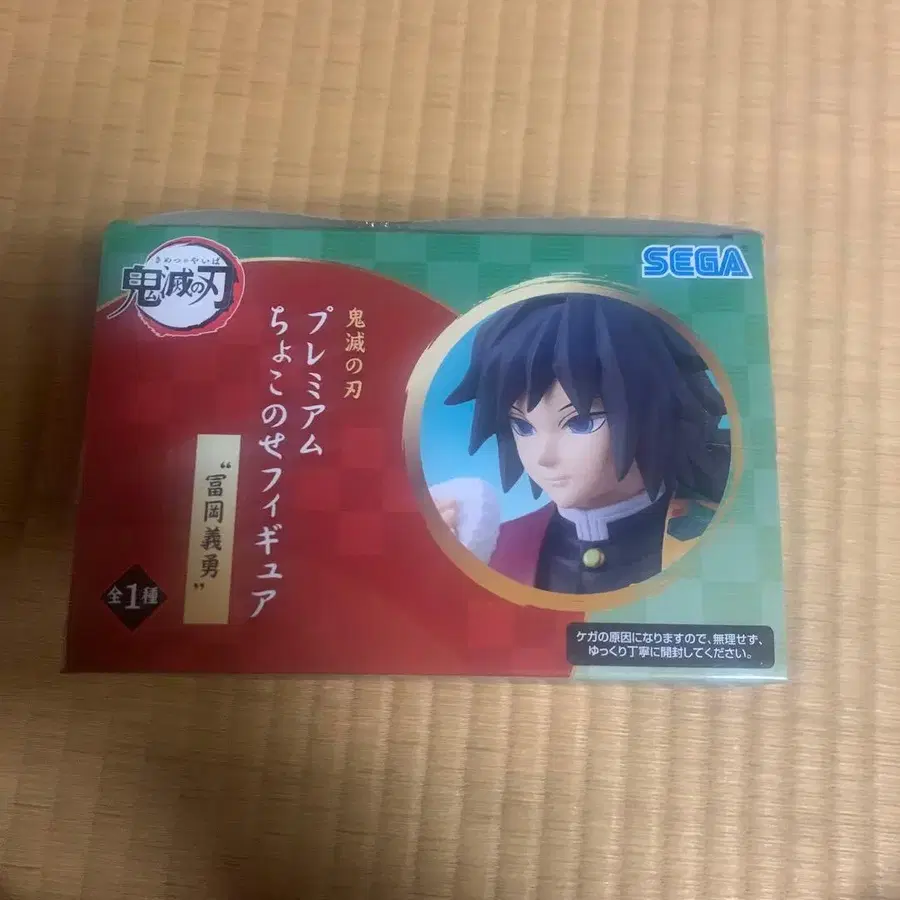 きめつのやいば
鬼滅の刃
SEGA
鬼滅の刃
プレミアム
ちょこのせフィギュア
“冨岡義勇”
全1種
ケガの原因になりますので、無理せず、
ゆっくり丁寧に開封してください。